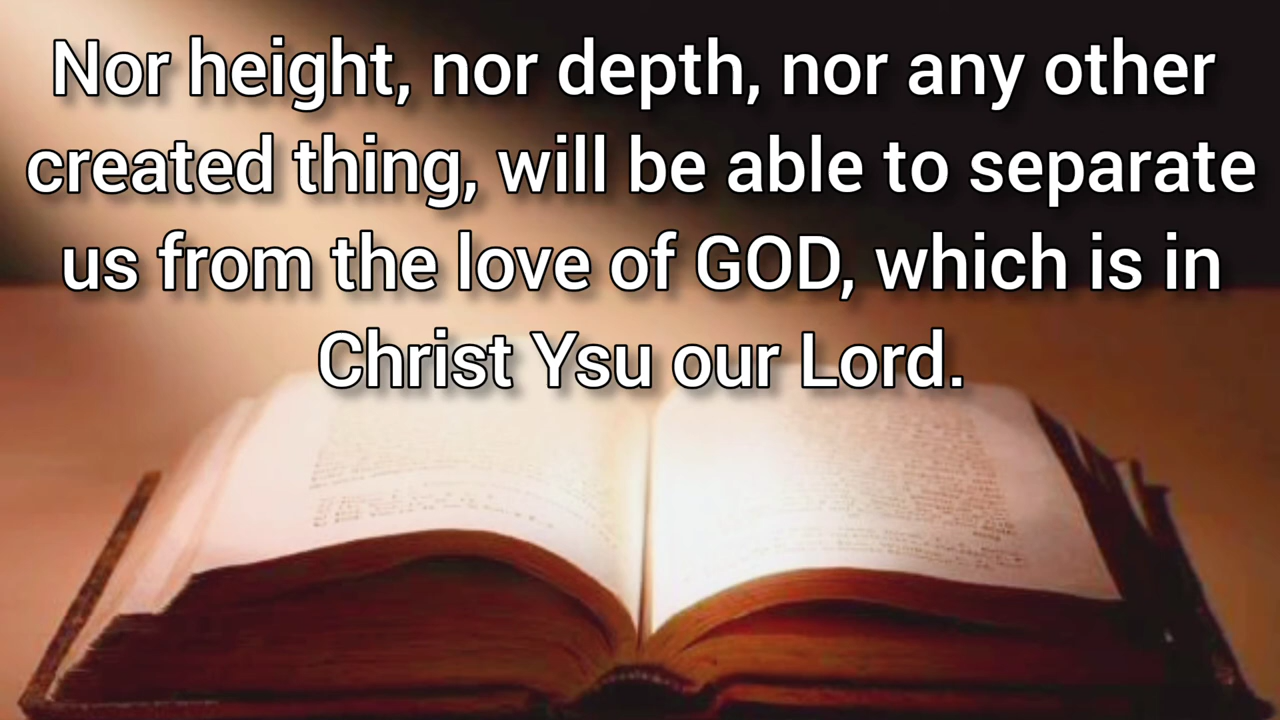 Nor height, nor depth, nor any other
created thing, will be able to separate
us from the love of GOD, which is in
Christ Ysu our Lord.